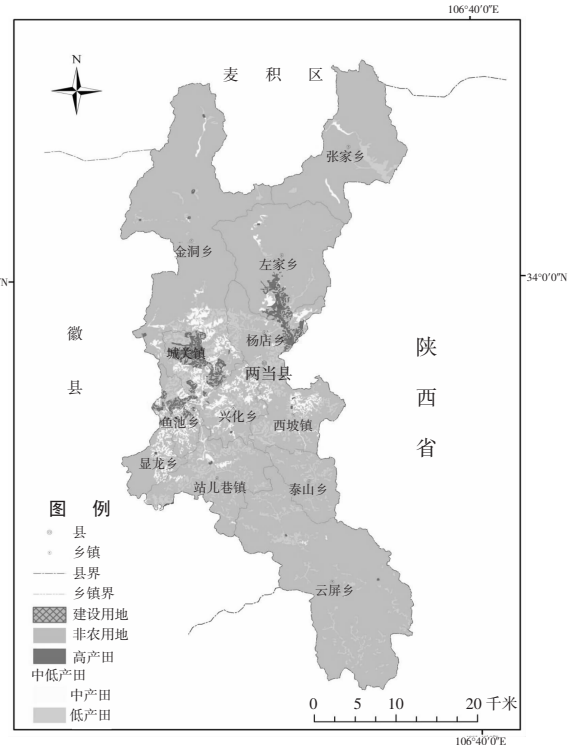 106°40′0″E
N
麦积区
张家乡
金洞乡
左家乡
N
34°0′0″N
杨店乡
城关镇
徽县
陕西省
两当县
鱼池乡
兴化乡
西坡镇
显龙乡
站儿巷镇
泰山乡
云屏乡
图 例
县
乡镇
县界
乡镇界
建设用地
非农用地
高产田
中低产田
中产田
低产田
0 5 10 20 千米
106°40′0″E